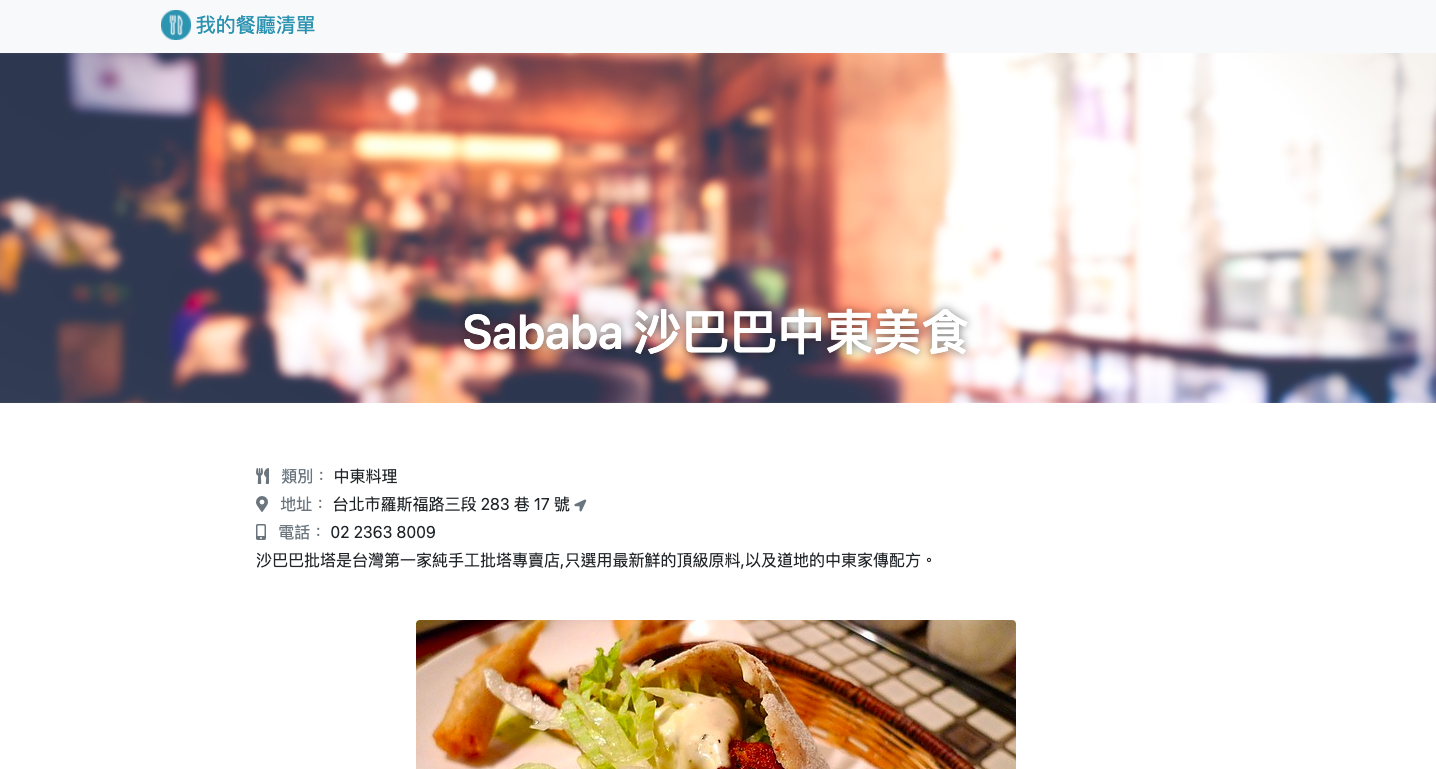 我的餐廳清單
Sababa 沙巴巴中東美食
類別： 中東料理
地址： 台北市羅斯福路三段 283 巷 17 號
電話： 02 2363 8009
沙巴巴批塔是台灣第一家純手工批塔專賣店,只選用最新鮮的頂級原料,以及道地的中東家傳配方。